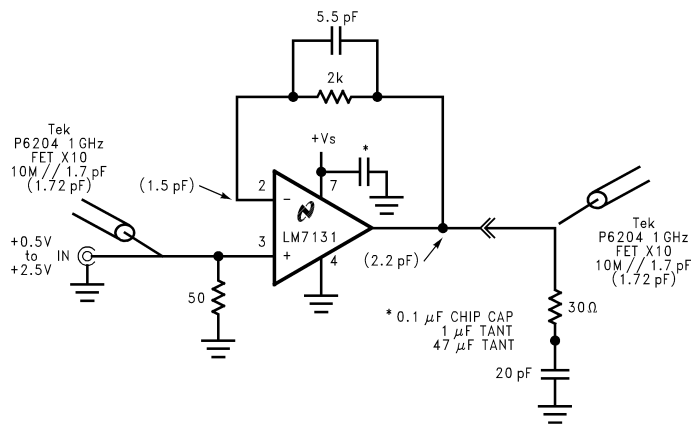 5.5 pF
2k
Tek
P6204 1 GHz
FET X10
10M // 1.7 pF
(1.72 pF)
+Vs
*
(1.5 pF)
2
7
−
LM7131
+0.5V
to
+2.5V
IN
3
+
4
(2.2 pF)
Tek
P6204 1 GHz
FET X10
10M // 1.7 pF
(1.72 pF)
50
* 0.1 μF CHIP CAP
1 μF TANT
47 μF TANT
30Ω
20 pF